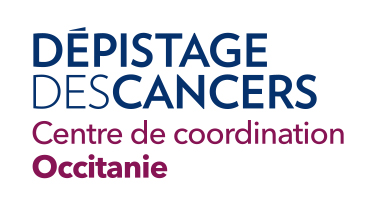 DÉPISTAGE
DESCANCERS
Centre de coordination
Occitanie